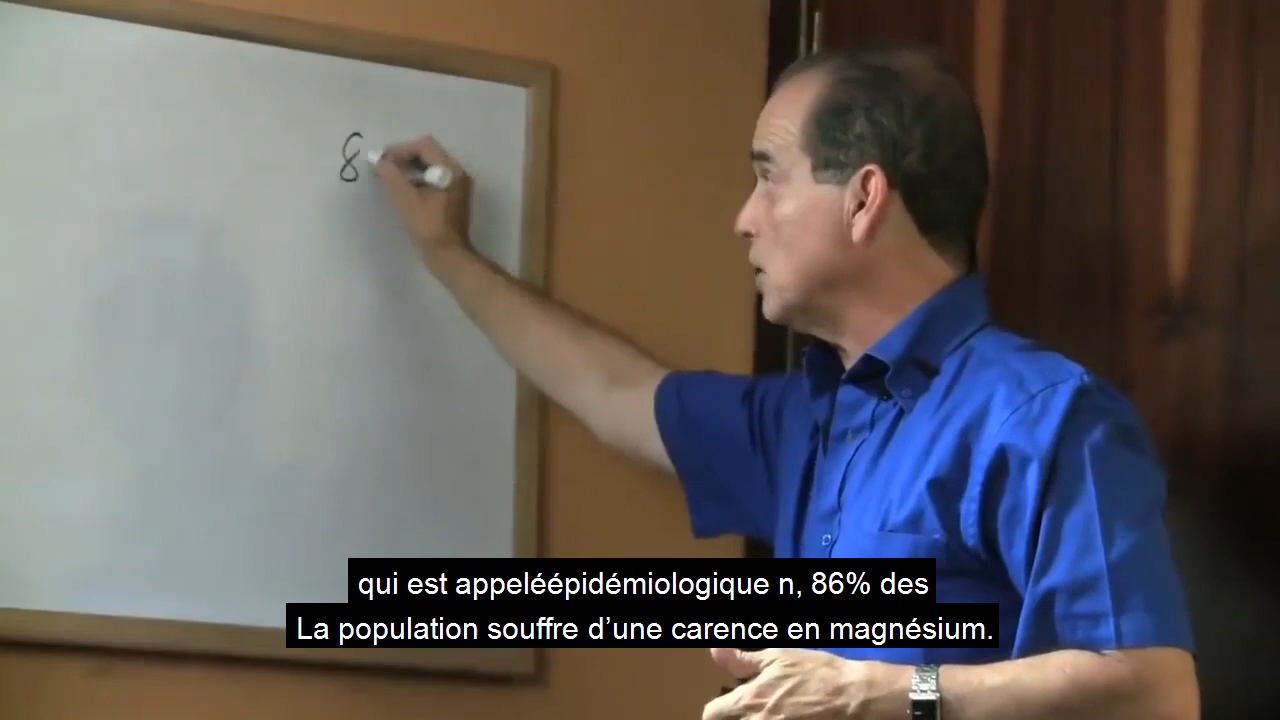 8
qui est appeléépidémiologique n, 86% des
La population souffre d’une carence en magnésium.